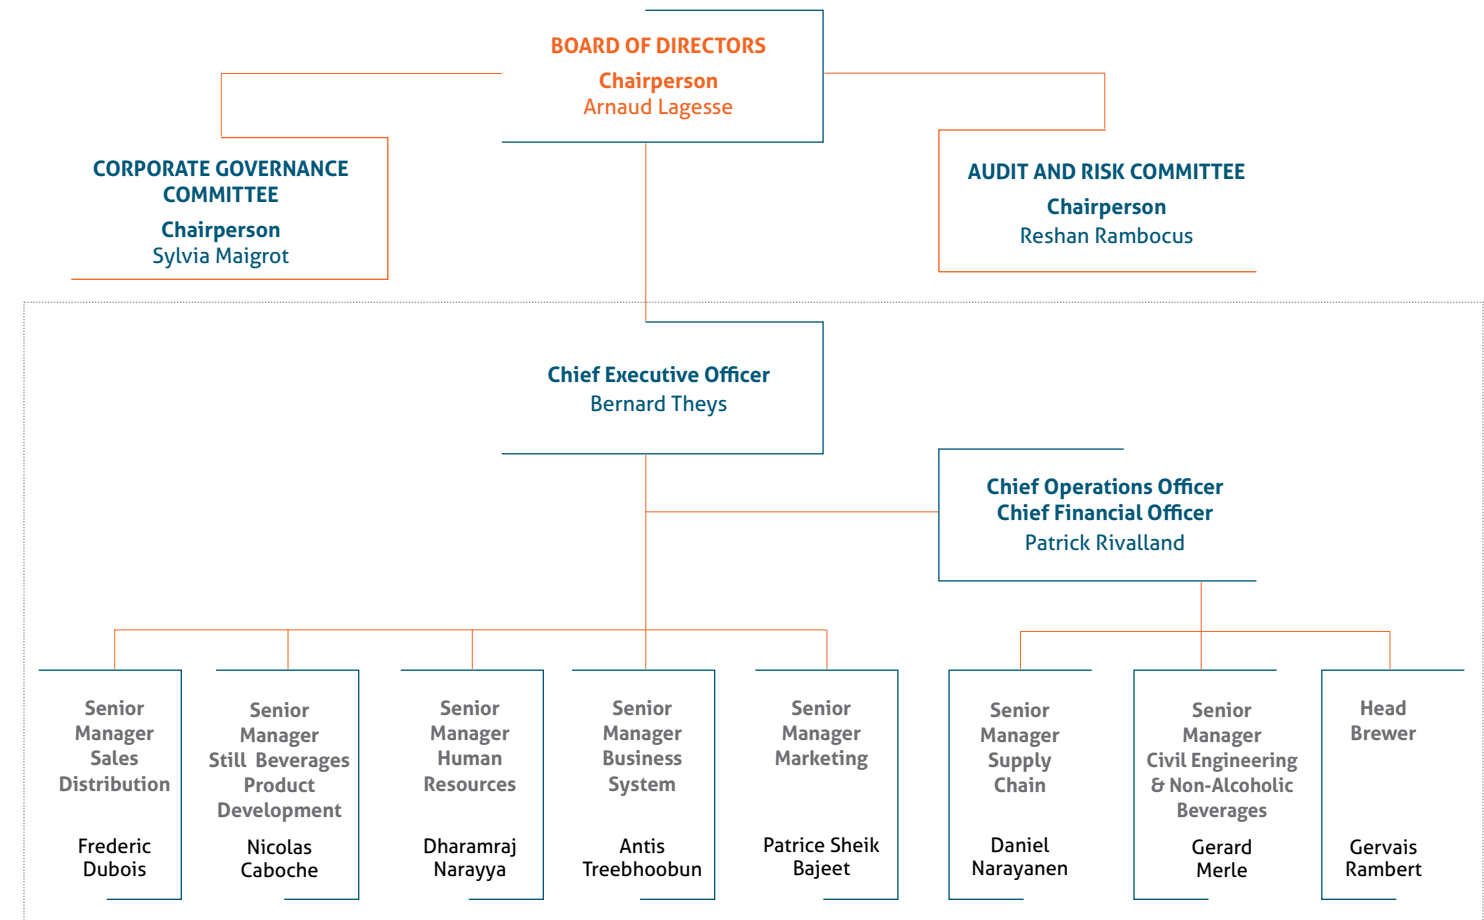 BOARD OF DIRECTORS
Chairperson
Arnaud Lagesse
CORPORATE GOVERNANCE
COMMITTEE
Chairperson
Sylvia Maigrot
AUDIT AND RISK COMMITTEE
Chairperson
Reshan Rambocus
Chief Executive Officer
Bernard Theys
Chief Operations Officer
Chief Financial Officer
Patrick Rivalland
Senior
Manager
Sales
Distribution
Frederic
Dubois
Senior
Manager
Still Beverages
Product
Development
Nicolas
Caboche
Senior
Manager
Human
Resources
Dharamraj
Narayya
Senior
Manager
Business
System
Antis
Treebhoobun
Senior
Manager
Marketing
Patrice Sheik
Bajeet
Senior
Manager
Supply
Chain
Daniel
Narayanen
Senior
Manager
Civil Engineering
& Non-Alcoholic
Beverages
Gerard
Merle
Head
Brewer
Gervais
Rambert